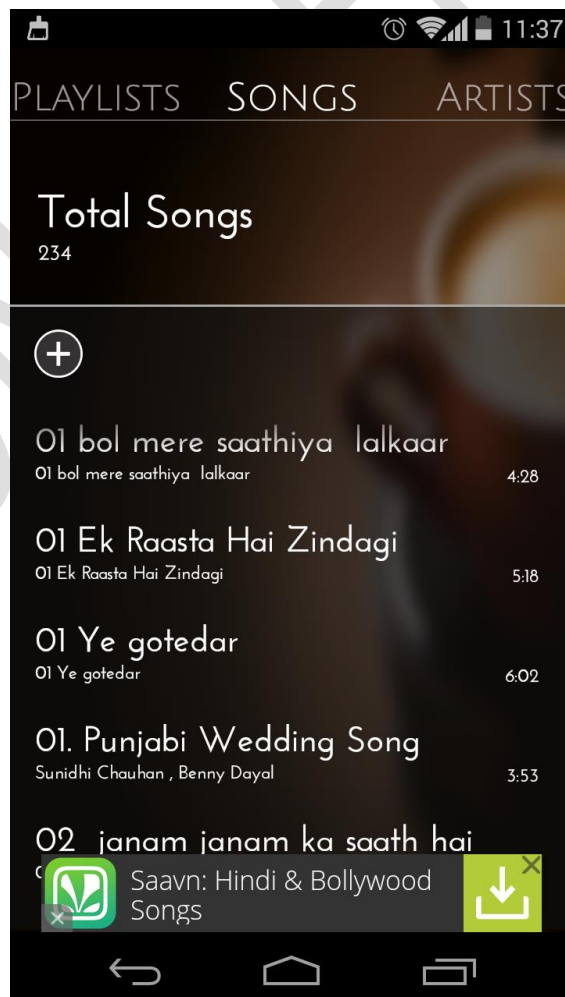 11:37
PLAYLISTS SONGS ARTISTS
Total Songs
234
01 bol mere saathiya lalkaar
01 bol mere saathiya lalkaar 4:28
01 Ek Raasta Hai Zindagi
01 Ek Raasta Hai Zindagi 5:18
01 Ye gotedar
01 Ye gotedar 6:02
01. Punjabi Wedding Song
Sunidhi Chauhan , Benny Dayal 3:53
02 janam janam ka saath hai
Saavn: Hindi & Bollywood
Songs